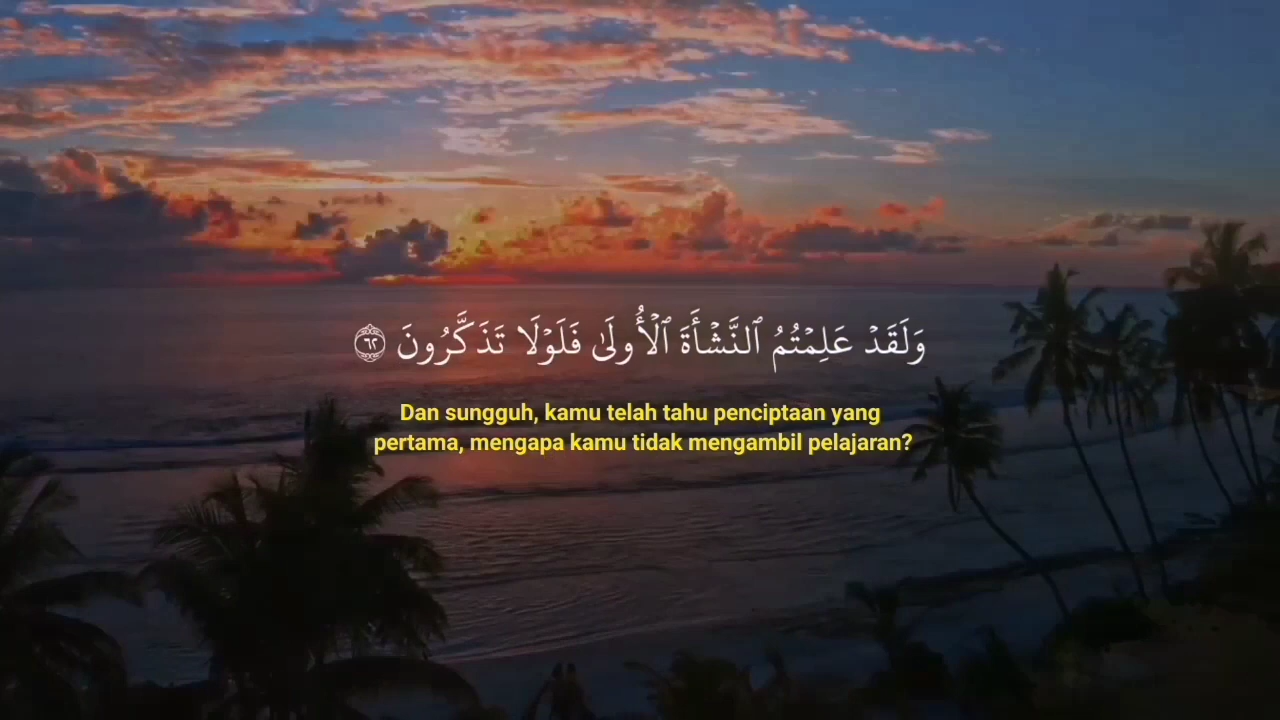 وَلَقَدۡ عَلِمۡتُمُ ٱلنَّشۡأَةَ ٱلۡأُولَىٰ فَلَوۡلَا تَذَكَّرُونَ ٦٢
Dan sungguh, kamu telah tahu penciptaan yang
pertama, mengapa kamu tidak mengambil pelajaran?